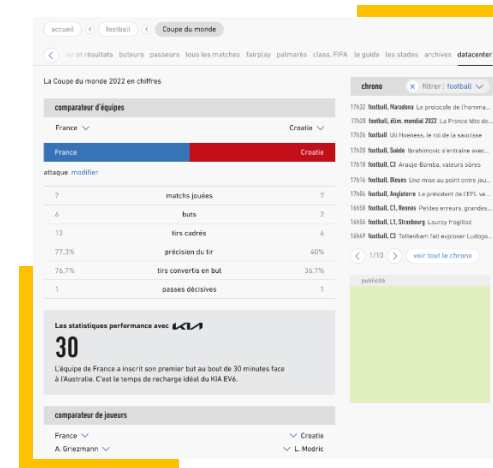 accueil football Coupe du monde
et résultats buteurs passeurs tous les matches fairplay palmarès class. FIFA le guide les stades archives datacenter
La Coupe du monde 2022 en chiffres
comparateur d'équipes
France Croatie
France Croatie
attaque modifier
7 matchs jouées 7
6 buts 2
12 tirs cadrés 6
77,3% précision du tir 40%
76,7% tirs convertis en but 36,7%
1 passes décisives 1
Les statistiques performance avec KIA
30
L'équipe de France a inscrit son premier but au bout de 30 minutes face
à l'Australie. C'est le temps de recharge idéal du KIA EV6.
comparateur de joueurs
France Croatie
A. Griezmann L. Modric
chrono x filtrer : football
17h32 football, Maradona Le protocole de l'homma...
17h28 football, élim. mondial 2022 La France tête de...
17h26 football Uli Hoeness, le roi de la saucisse
17h20 football, Suède Ibrahimovic s'entraîne avec...
17h18 football, C3 Araujo-Bamba, valeurs sûres
17h16 football, Bleues Une mise au point entre jou...
football, Angleterre Le président de l'EFL va...
16h58 football, C1, Rennes Petites erreurs, grandes...
16h56 football, L1, Strasbourg Lauréy fragilisé
16h49 football, C3 Tottenham fait exploser Ludogo...
1/10 voir tout le chrono
publicité